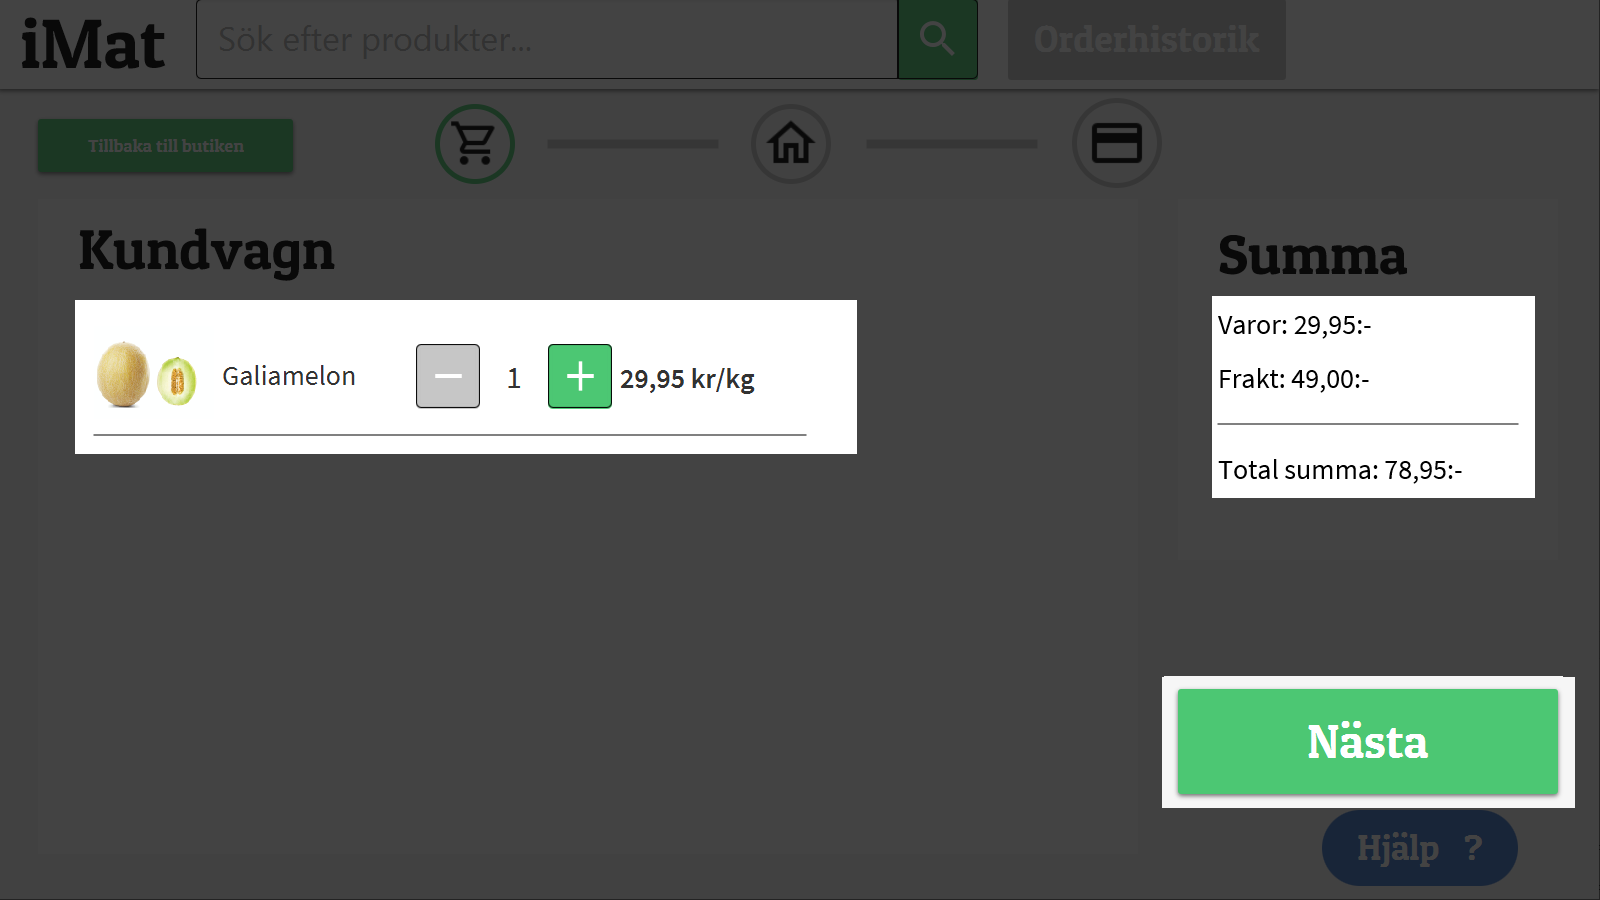 iMat
Sök efter produkter...
Orderhistorik
Tillbaka till butiken
Kundvagn
Galiamelon
1
29,95 kr/kg
Summa
Varor: 29,95:-
Frakt: 49,00:-
Total summa: 78,95:-
Nästa
Hjälp ?